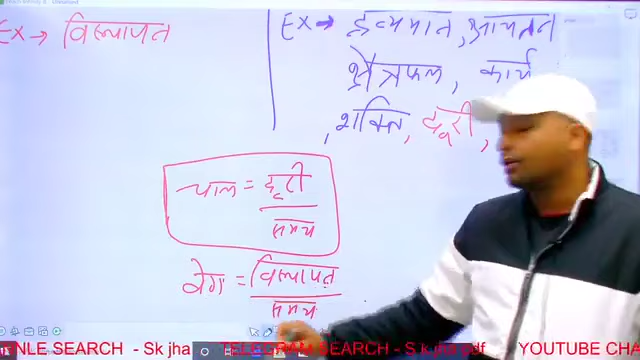 Ex → विस्थापन
Ex → द्रव्यमान, आयतन
क्षेत्रफल, कार्य
, शक्ति, दूरी,
चाल = दूरी
समय
वेग = विस्थापन
समय
NLE SEARCH - Sk jha TELEGRAM SEARCH - S k jha pdf YOUTUBE CHA